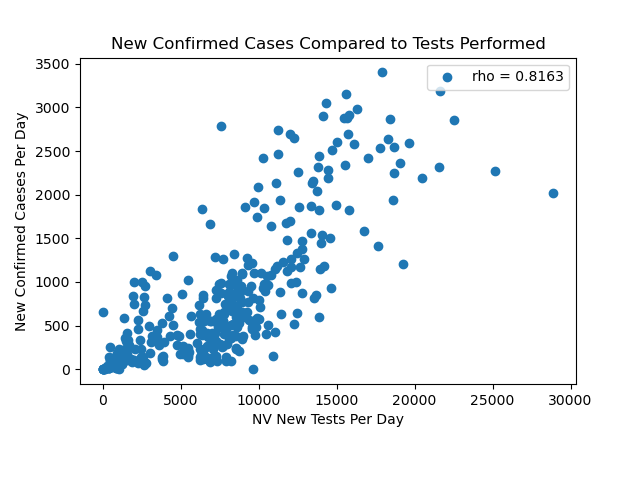 New Confirmed Cases Compared to Tests Performed
rho = 0.8163
3500
3000
2500
2000
1500
1000
500
0
New Confirmed Caeses Per Day
0 5000 10000 15000 20000 25000 30000
NV New Tests Per Day